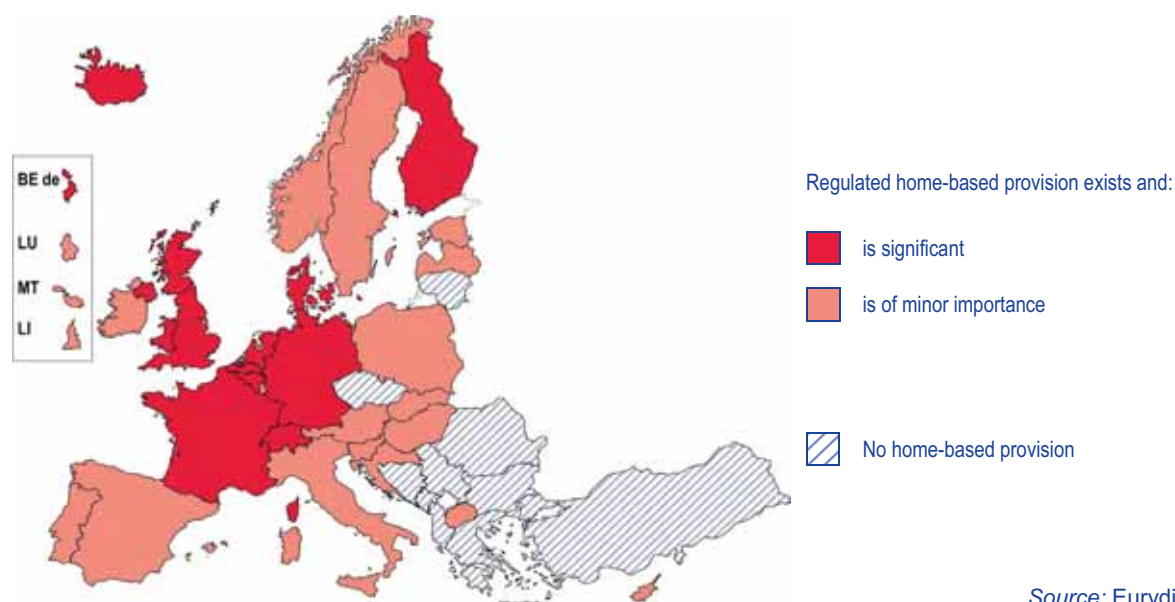 BE de
LU
MT
LI
Regulated home-based provision exists and:
is significant
is of minor importance
No home-based provision
Source: